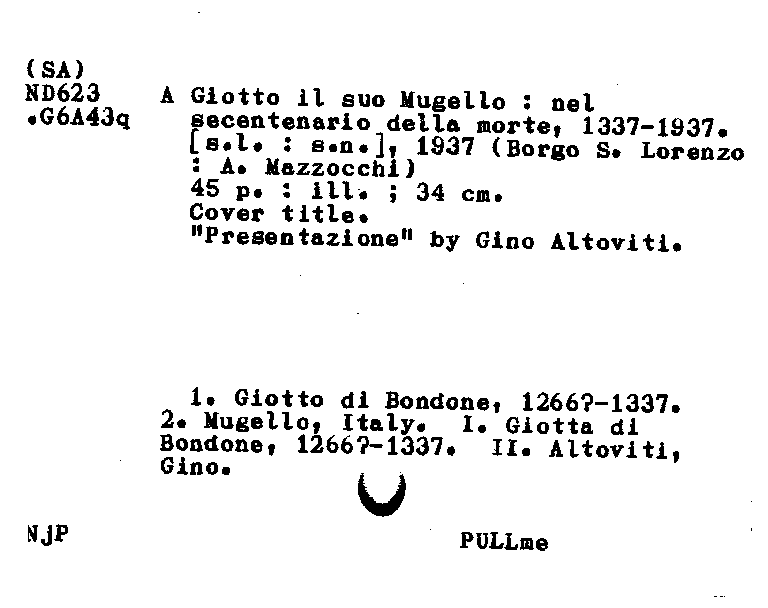 (SA)
ND623 A Giotto il suo Mugello : nel
.G6A43q secentenario della morte, 1337-1937.
[s.l. : s.n.], 1937 (Borgo S. Lorenzo
: A. Mazzocchi)
45 p. : ill. ; 34 cm.
Cover title.
"Presentazione" by Gino Altoviti.
1. Giotto di Bondone, 1266?-1337.
2. Mugello, Italy. I. Giotta di
Bondone, 1266?-1337. II. Altoviti,
Gino.
NjP PULLme